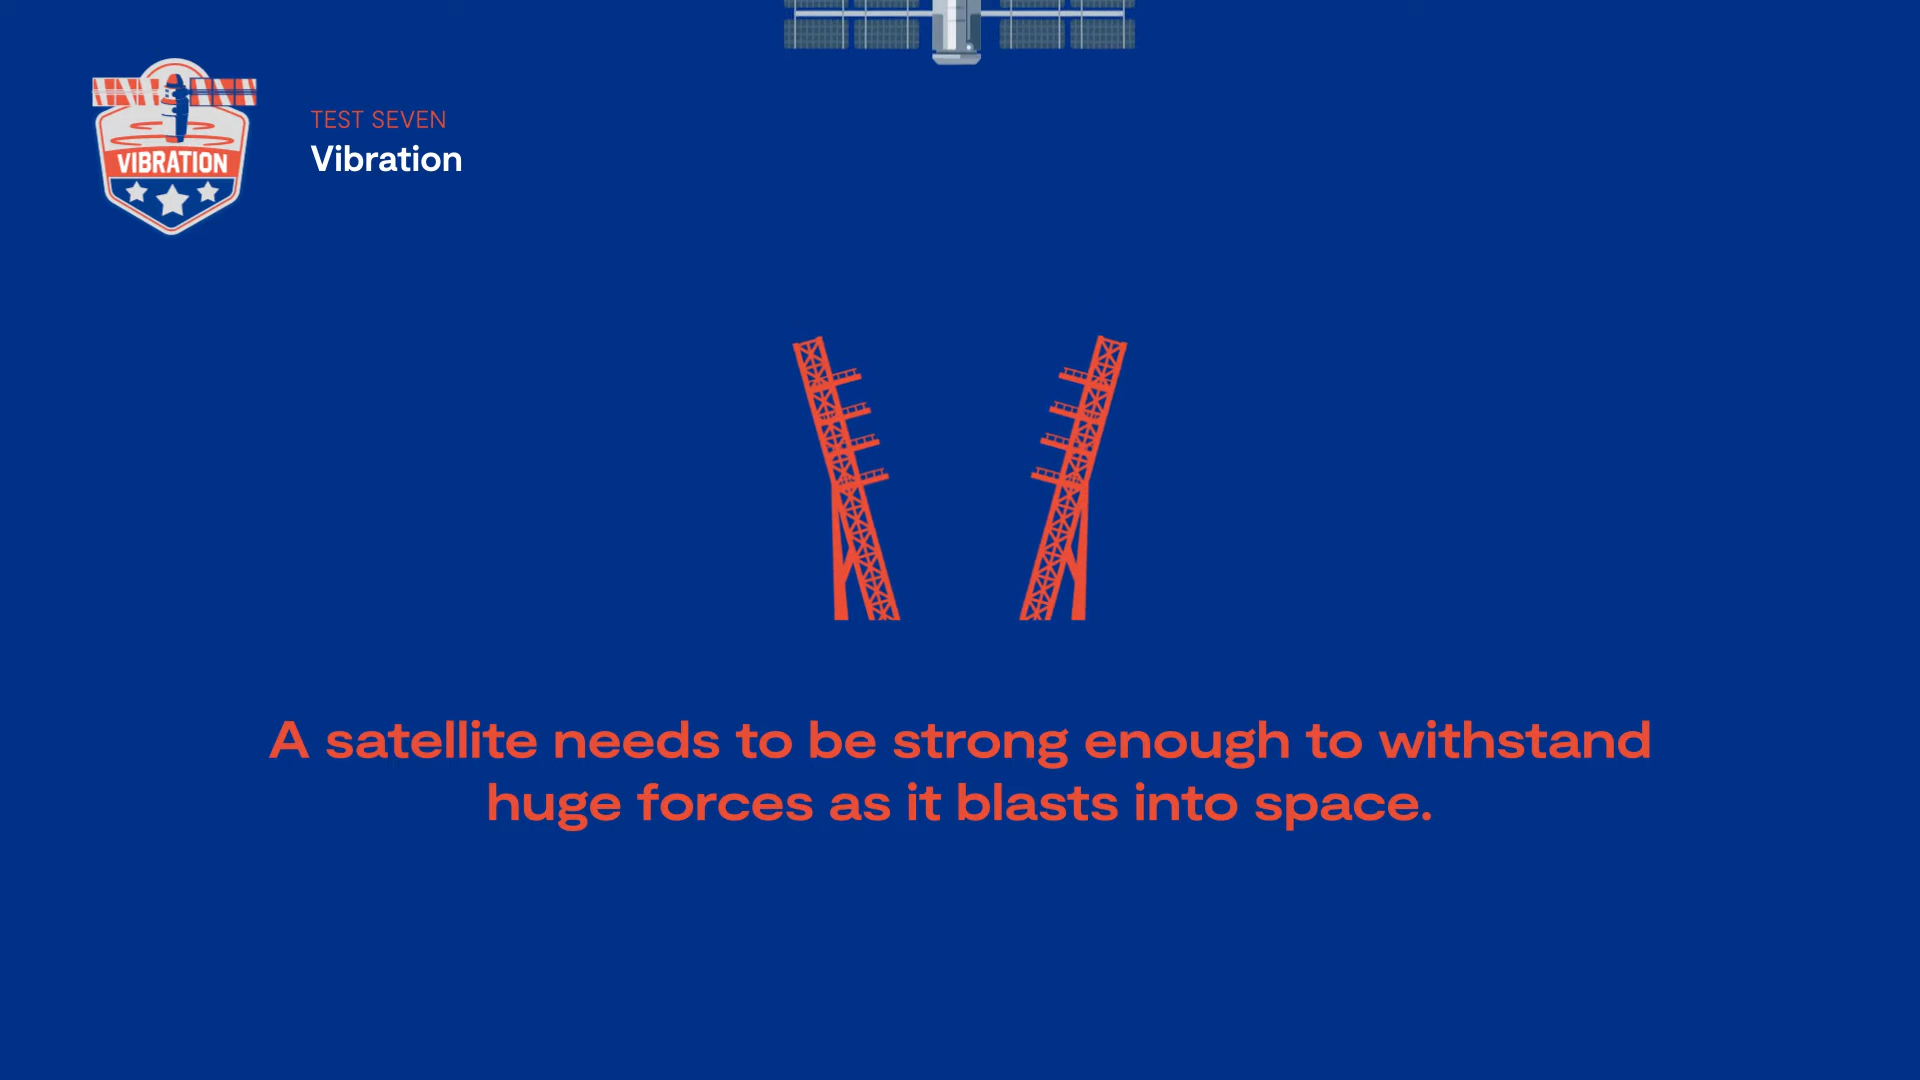 VIBRATION
TEST SEVEN
Vibration
A satellite needs to be strong enough to withstand
huge forces as it blasts into space.